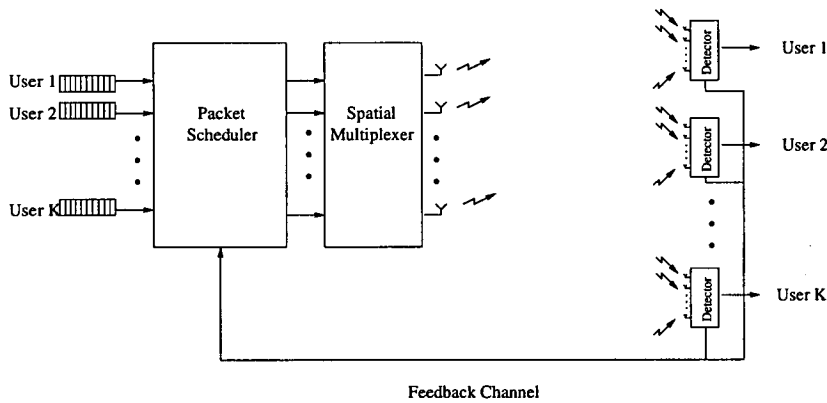 User 1
User 2
User K
Packet
Scheduler
Spatial
Multiplexer
Detector
User 1
Detector
User 2
Detector
User K
Feedback Channel